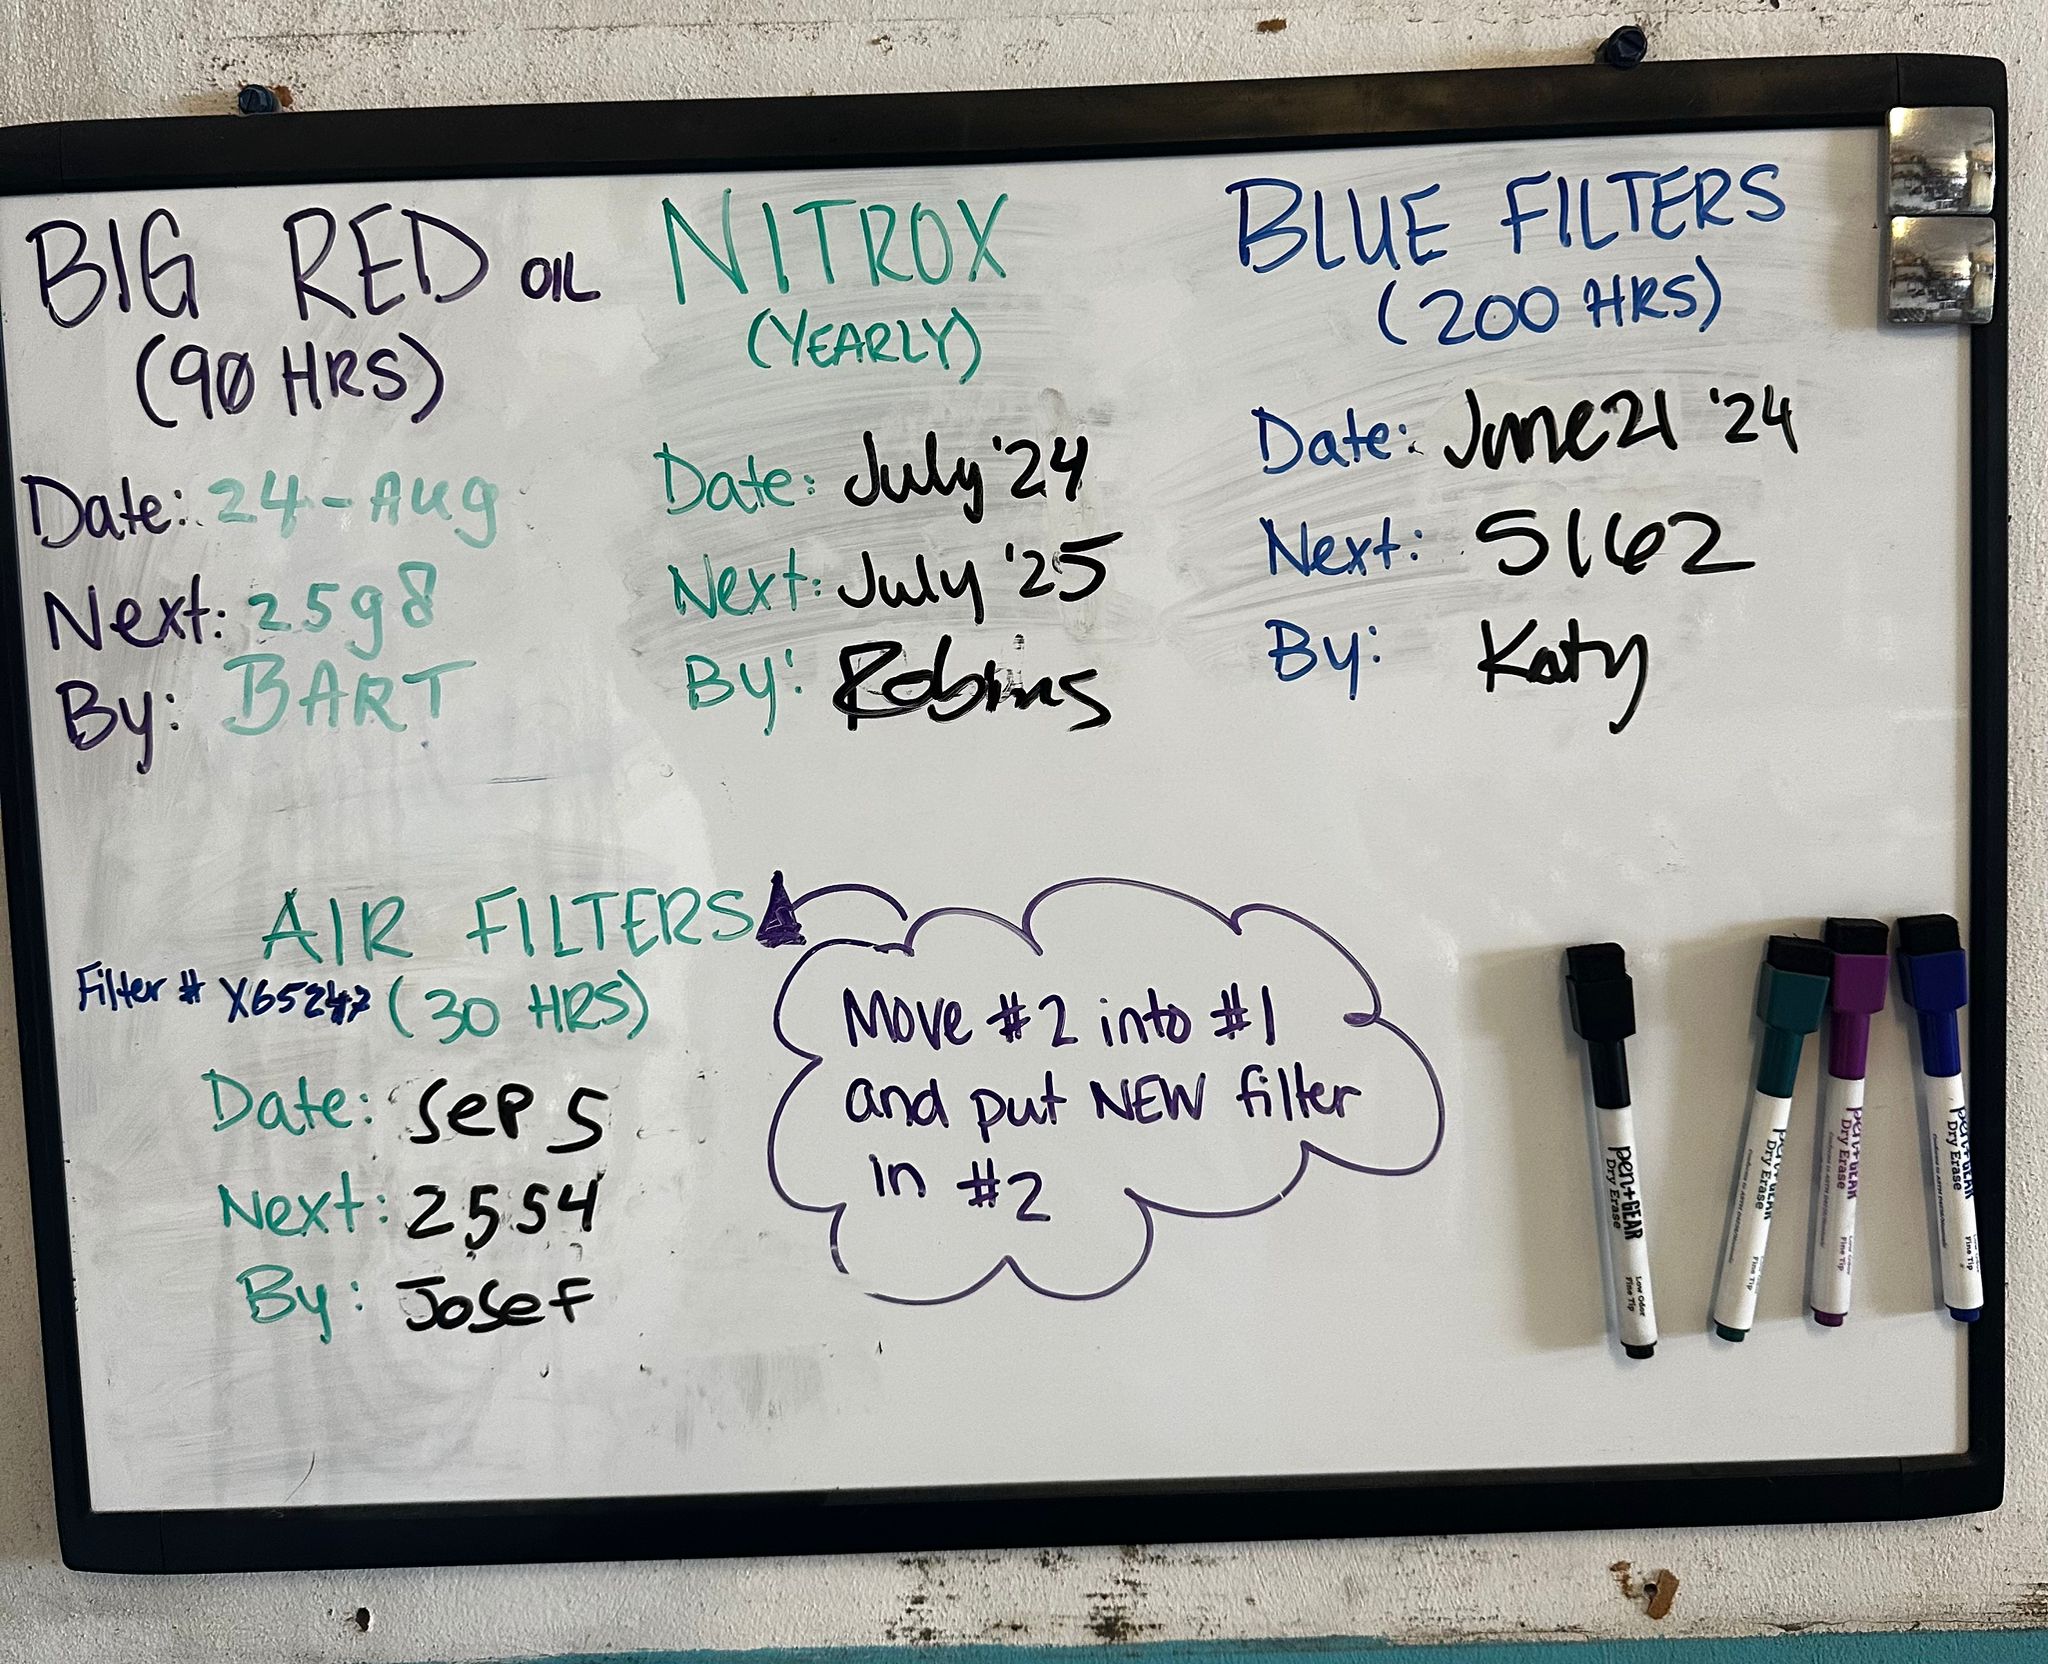 BIG RED OIL
(90 HRS)
Date: 24-Aug
Next: 2598
By: BART
NITROX
(YEARLY)
Date: July '24
Next: July '25
By: Robins
BLUE FILTERS
(200 HRS)
Date: June 21 '24
Next: 5162
By: Katy
AIR FILTERS
Filter # (30 HRS)
Date: Sep 5
Next: 2554
By: Josef
Move #2 into #1
and put NEW filter
in #2
pen+GEAR
Dry Erase
Low Odor
Fine Tip
pen+GEAR
Dry Erase
Fine Tip
pen+GEAR
Dry Erase
Low Odor
Fine Tip
pen+GEAR
Dry Erase
Fine Tip